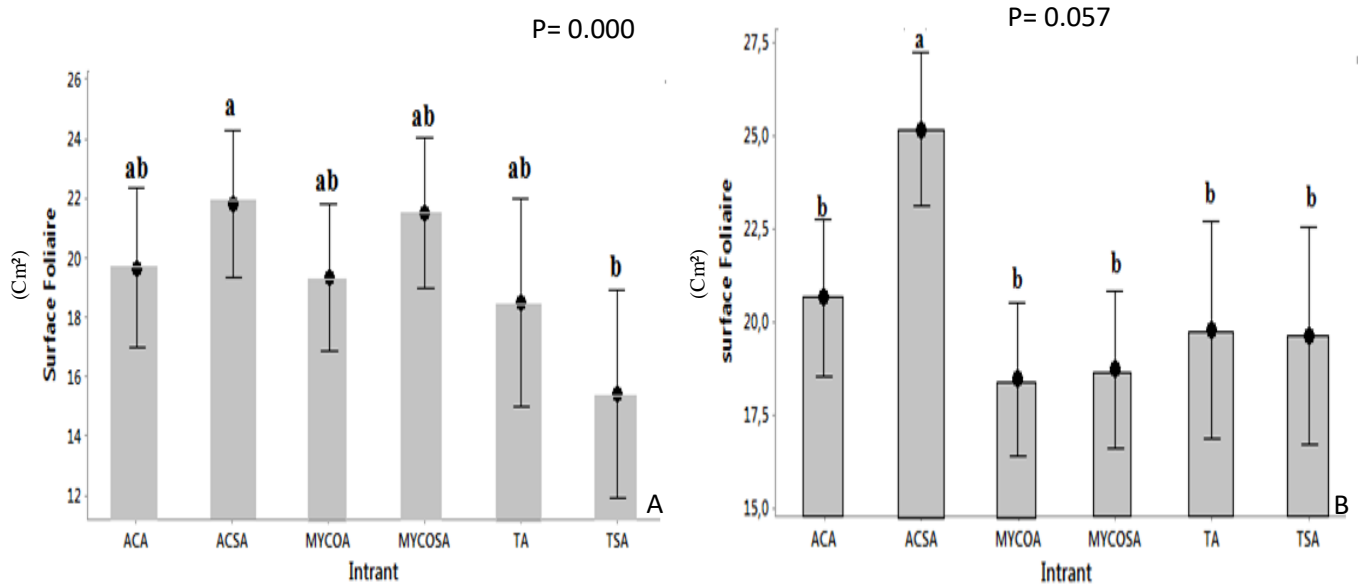 P= 0.000
26
24
22
20
18
16
14
12
(Cm²)
Surface Foliaire
ab
a
ab
ab
ab
b
ACA
ACSA
MYCOA
MYCOSA
TA
TSA
A
Intrant
P= 0.057
27,5
25,0
22,5
20,0
17,5
15,0
(Cm²)
surface Foliaire
b
a
b
b
b
b
ACA
ACSA
MYCOA
MYCOSA
TA
TSA
B
Intrant